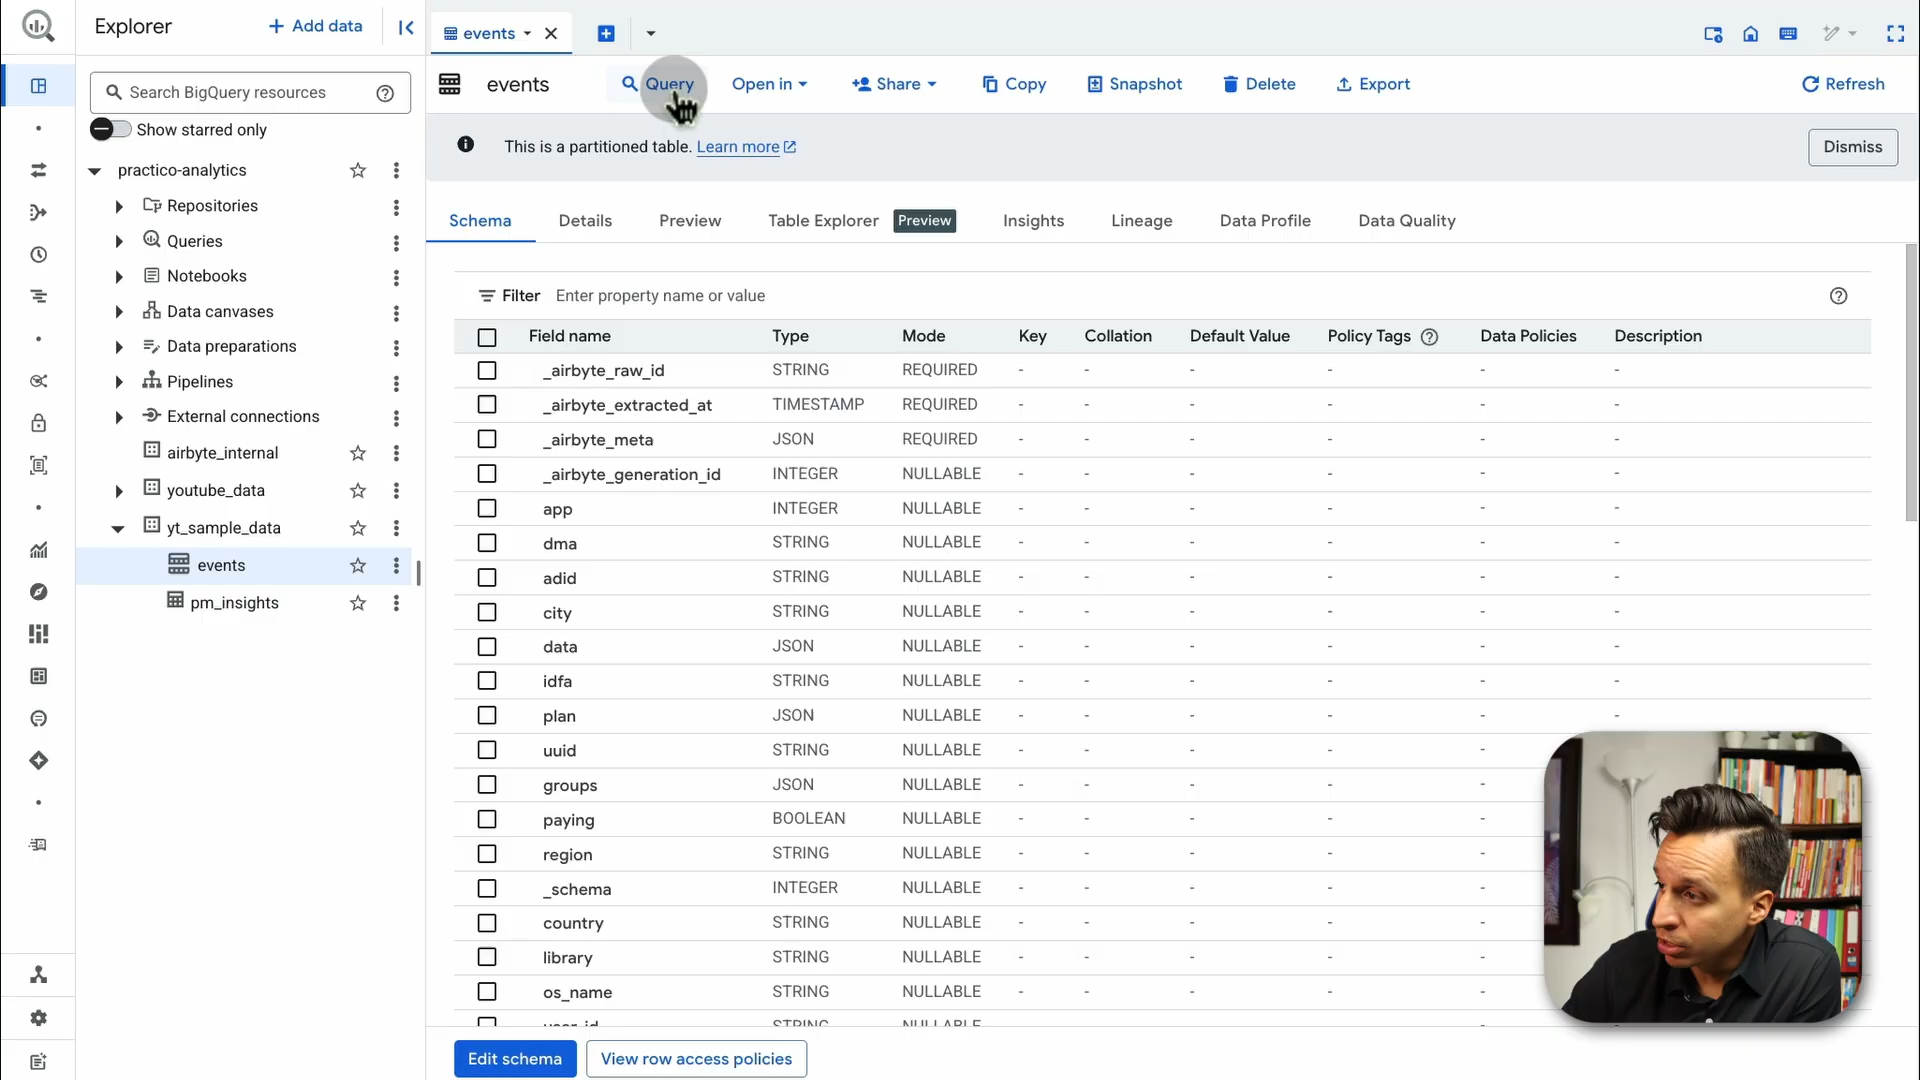 Explorer
Add data
Search BigQuery resources
Show starred only
practico-analytics
Repositories
Queries
Notebooks
Data canvases
Data preparations
Pipelines
External connections
airbyte_internal
youtube_data
yt_sample_data
events
pm_insights
events
events
Query
Open in
Share
Copy
Snapshot
Delete
Export
Refresh
This is a partitioned table. Learn more
Dismiss
Schema
Details
Preview
Table Explorer
Preview
Insights
Lineage
Data Profile
Data Quality
Filter Enter property name or value
Field name Type Mode Key Collation Default Value Policy Tags Data Policies Description
_airbyte_raw_id STRING REQUIRED - - - - - -
_airbyte_extracted_at TIMESTAMP REQUIRED - - - - - -
_airbyte_meta JSON REQUIRED - - - - - -
_airbyte_generation_id INTEGER NULLABLE - - - - - -
app INTEGER NULLABLE - - - - - -
dma STRING NULLABLE - - - - - -
adid STRING NULLABLE - - - - - -
city STRING NULLABLE - - - - - -
data JSON NULLABLE - - - - - -
idfa STRING NULLABLE - - - - - -
plan JSON NULLABLE - - - - - -
uuid STRING NULLABLE - - - - -
groups JSON NULLABLE - - - - -
paying BOOLEAN NULLABLE - - - - -
region STRING NULLABLE - - - - -
_schema INTEGER NULLABLE - - - - -
country STRING NULLABLE - - - - -
library STRING NULLABLE - - - - -
os_name STRING NULLABLE - - - - -
user_id STRING NULLABLE
Edit schema
View row access policies